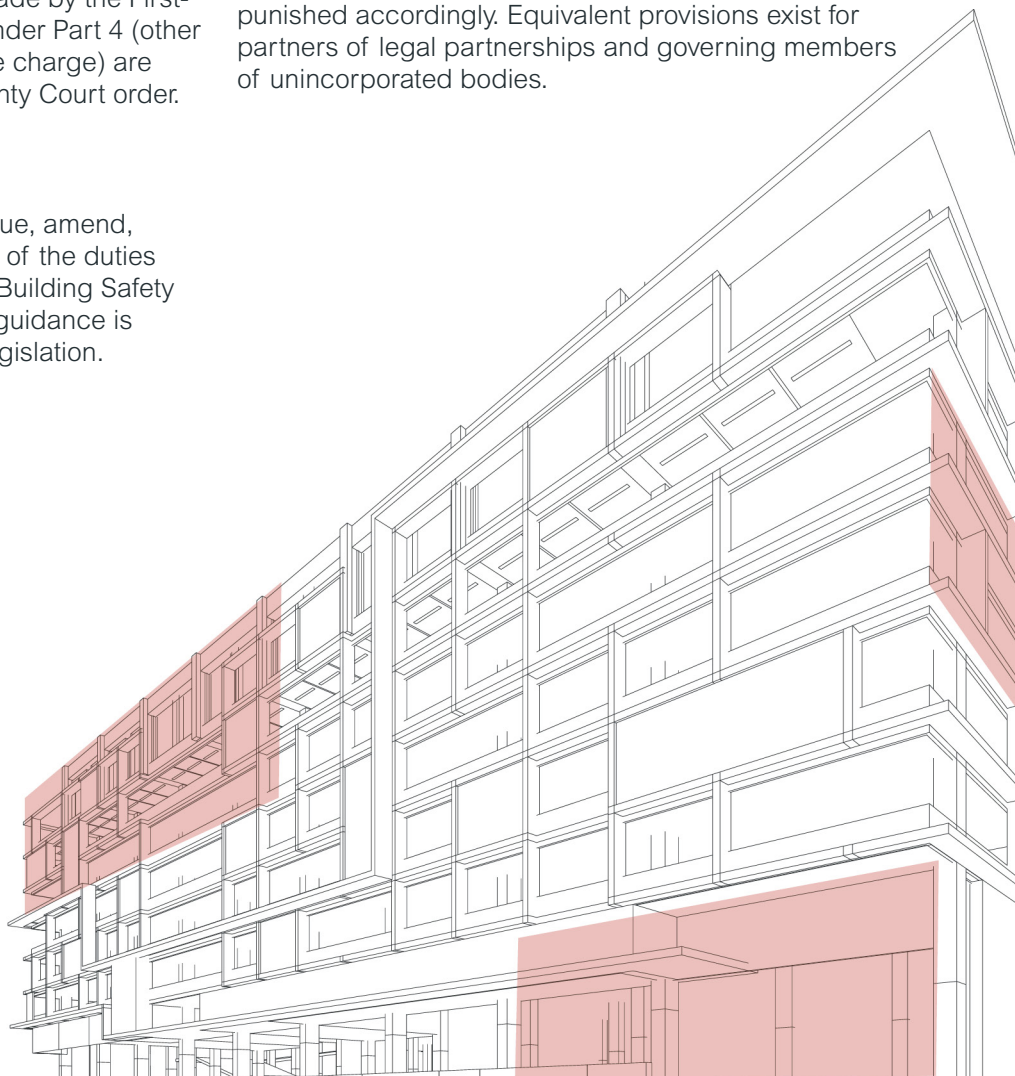 ade by the First-
nder Part 4 (other
e charge) are
nty Court order.
ue, amend,
of the duties
Building Safety
guidance is
gislation.
punished accordingly. Equivalent provisions exist for
partners of legal partnerships and governing members
of unincorporated bodies.